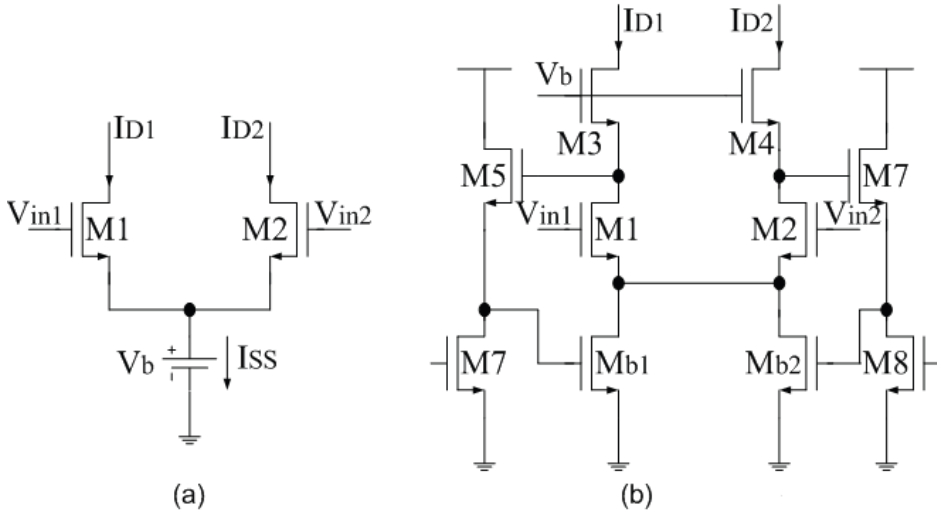 ID1
ID2
Vin1
M1
M2
Vin2
Vb
+
-
ISS
(a)
ID1
ID2
Vb
M3
M4
M5
M7
Vin1
M1
M2
Vin2
M7
Mb1
Mb2
M8
(b)